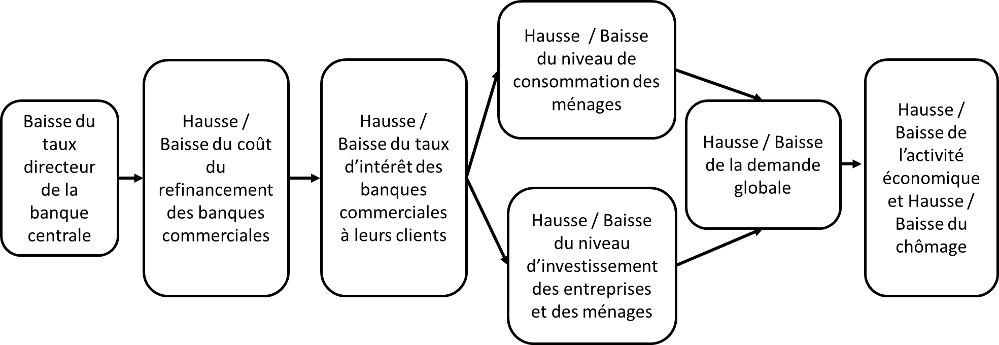 Baisse du
taux
directeur
de la
banque
centrale
Hausse /
Baisse du coût
du
refinancement
des banques
commerciales
Hausse /
Baisse du taux
d’intérêt des
banques
commerciales
à leurs clients
Hausse / Baisse
du niveau de
consommation des
ménages
Hausse / Baisse
du niveau
d’investissement
des entreprises
et des ménages
Hausse / Baisse
de la demande
globale
Hausse /
Baisse de
l’activité
économique
et Hausse /
Baisse du
chômage